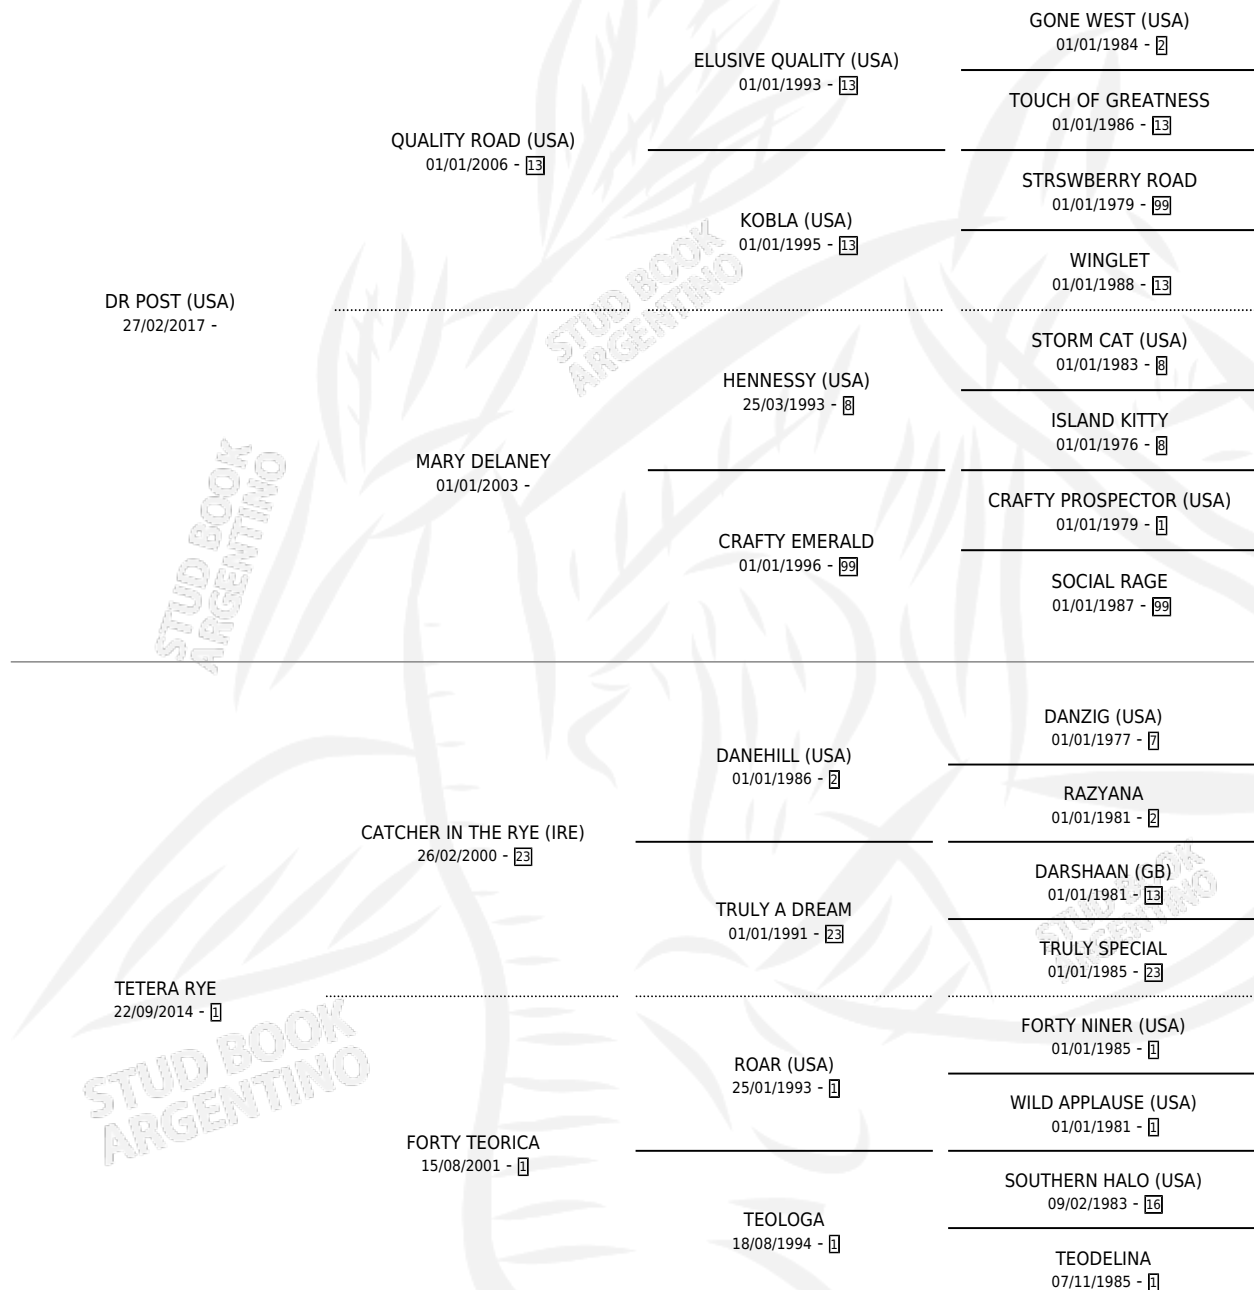 GONE WEST (USA)
01/01/1984 - 2
ELUSIVE QUALITY (USA)
01/01/1993 - 13
TOUCH OF GREATNESS
01/01/1986 - 13
QUALITY ROAD (USA)
01/01/2006 - 13
STRSWBERRY ROAD
01/01/1979 - 99
KOBLA (USA)
01/01/1995 - 13
WINGLET
01/01/1988 - 13
DR POST (USA)
27/02/2017 -
STORM CAT (USA)
01/01/1983 - 8
HENNESSY (USA)
25/03/1993 - 8
ISLAND KITTY
01/01/1976 - 8
MARY DELANEY
01/01/2003 -
CRAFTY PROSPECTOR (USA)
01/01/1979 - 1
CRAFTY EMERALD
01/01/1996 - 99
SOCIAL RAGE
01/01/1987 - 99
DANZIG (USA)
01/01/1977 - 7
DANEHILL (USA)
01/01/1986 - 2
RAZYANA
01/01/1981 - 2
CATCHER IN THE RYE (IRE)
26/02/2000 - 23
DARSHAAN (GB)
01/01/1981 - 13
TRULY A DREAM
01/01/1991 - 23
TRULY SPECIAL
01/01/1985 - 23
TETERA RYE
22/09/2014 - 1
FORTY NINER (USA)
01/01/1985 - 1
ROAR (USA)
25/01/1993 - 1
WILD APPLAUSE (USA)
01/01/1981 - 1
FORTY TEORICA
15/08/2001 - 1
SOUTHERN HALO (USA)
09/02/1983 - 16
TEOLOGA
18/08/1994 - 1
TEODELINA
07/11/1985 - 1
STUD BOOK
ARGENTINO
STUD BOOK
ARGENTINO
STUD BOOK
ARGENTINO
STUD BOOK
ARGENTINO